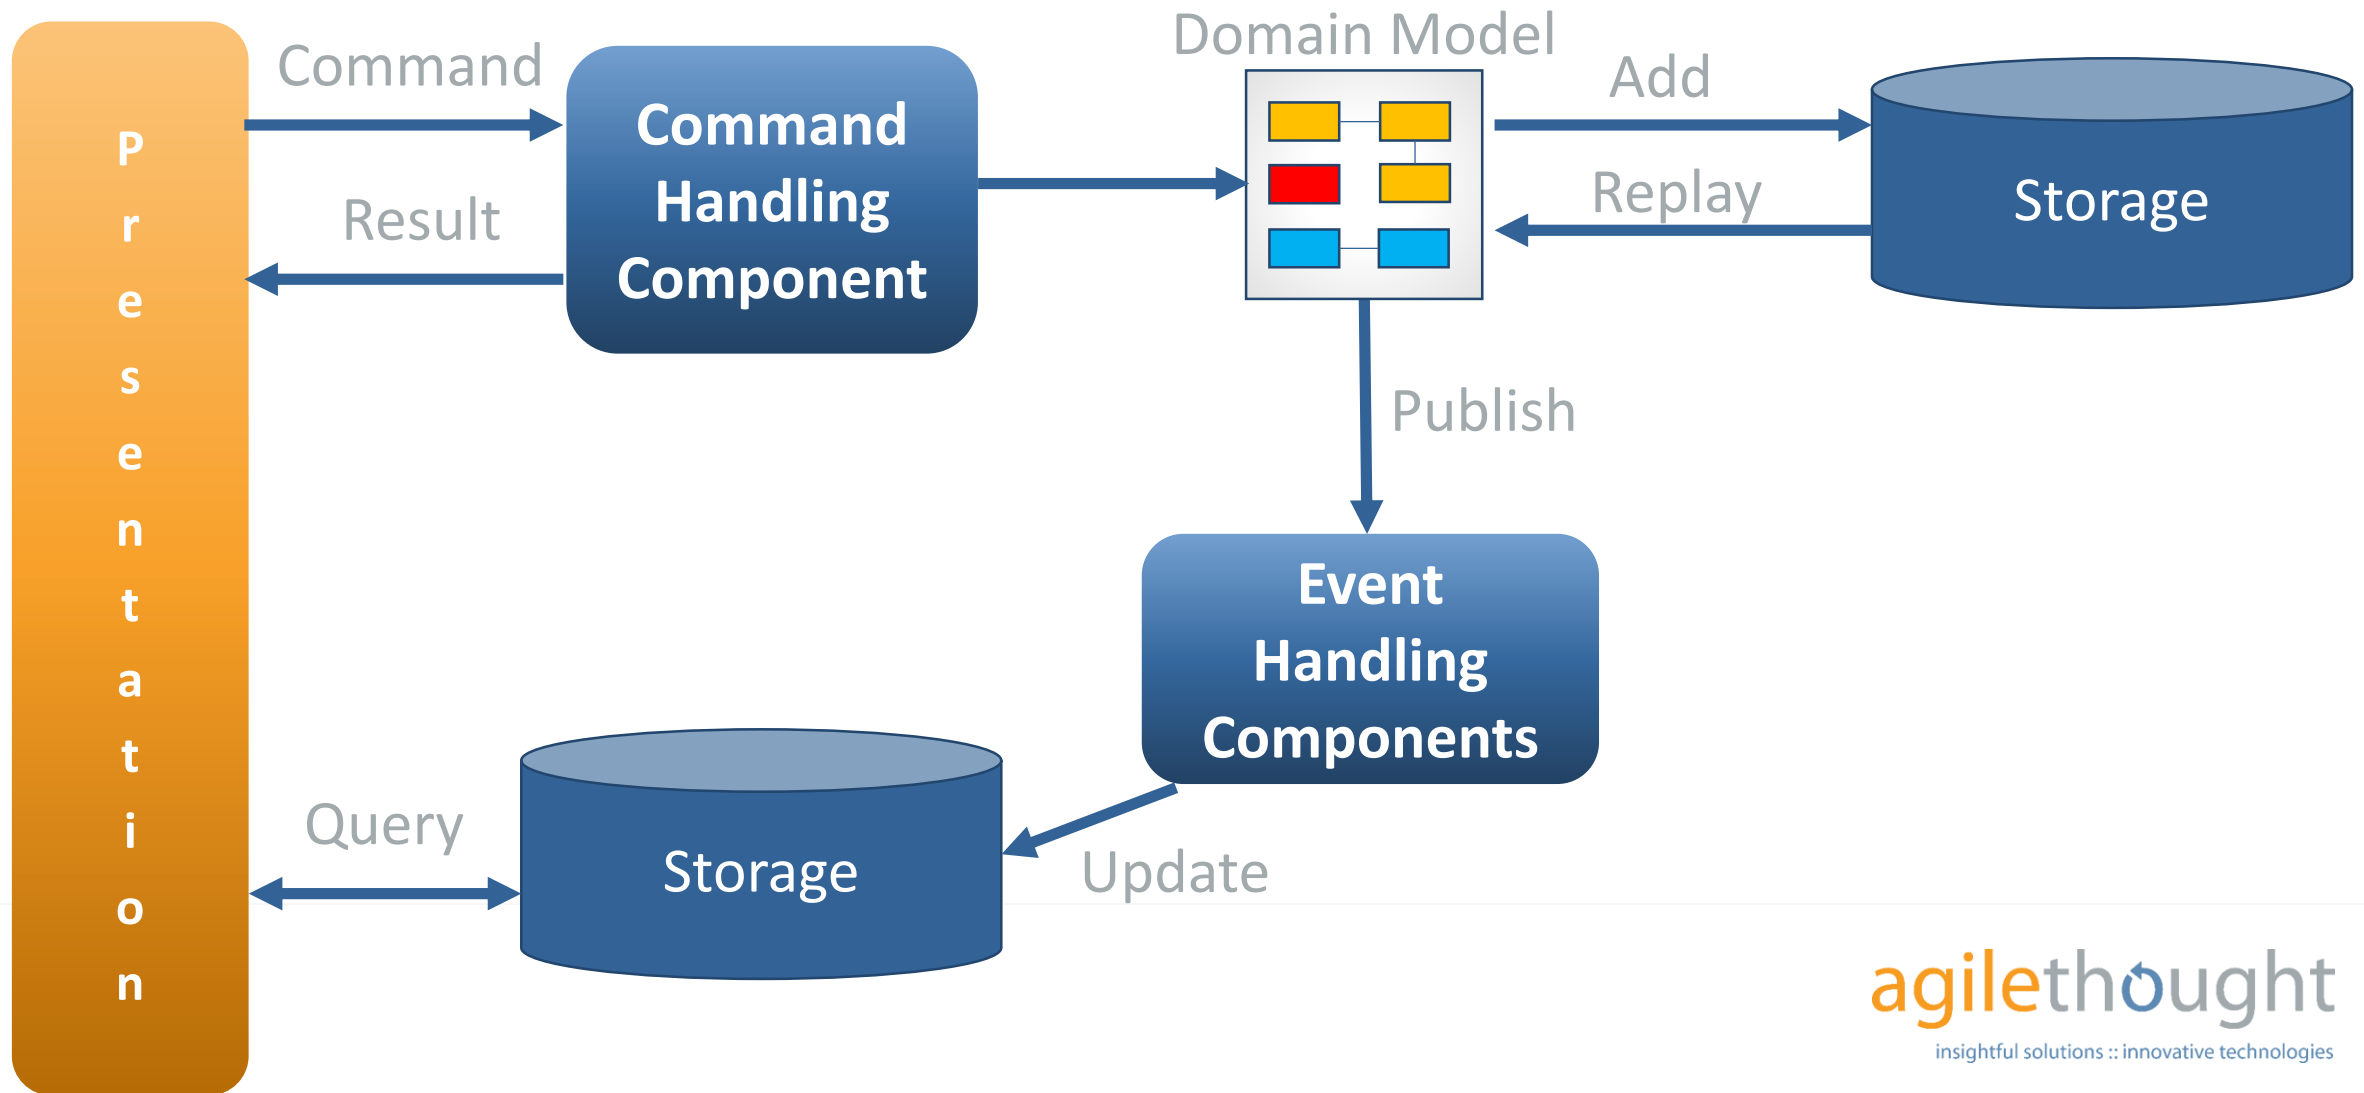 Presentation
Command
Result
Command
Handling
Component
Domain Model
Add
Replay
Storage
Publish
Event
Handling
Components
Update
Storage
Query
agilethought
insightful solutions :: innovative technologies